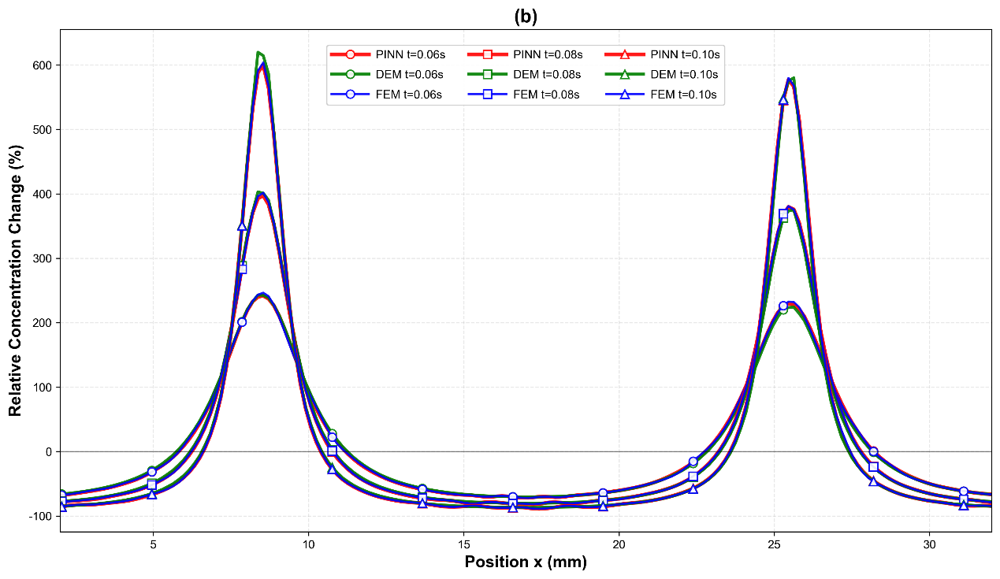 (b)
PINN t=0.06s PINN t=0.08s PINN t=0.10s
DEM t=0.06s DEM t=0.08s DEM t=0.10s
FEM t=0.06s FEM t=0.08s FEM t=0.10s
Relative Concentration Change (%)
600
500
400
300
200
100
0
-100
5 10 15 20 25 30
Position x (mm)